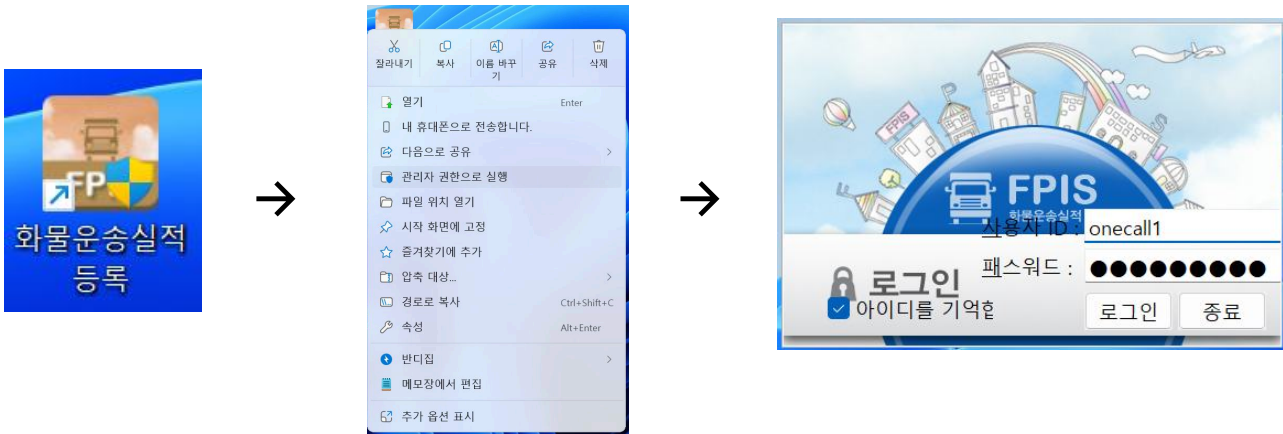 FP
화물운송실적
등록
→
잘라내기
복사
이름 바꾸
기
공유
삭제
열기 Enter
내 휴대폰으로 전송합니다.
다음으로 공유
관리자 권한으로 실행
파일 위치 열기
시작 화면에 고정
즐겨찾기에 추가
압축 대상...
경로로 복사 Ctrl+Shift+C
속성 Alt+Enter
반디집
메모장에서 편집
추가 옵션 표시
→
FPIS
FPIS
화물운송실적
사용자 ID : onecall1
패스워드 : ●●●●●●●●●
로그인
아이디를 기억합
로그인 종료